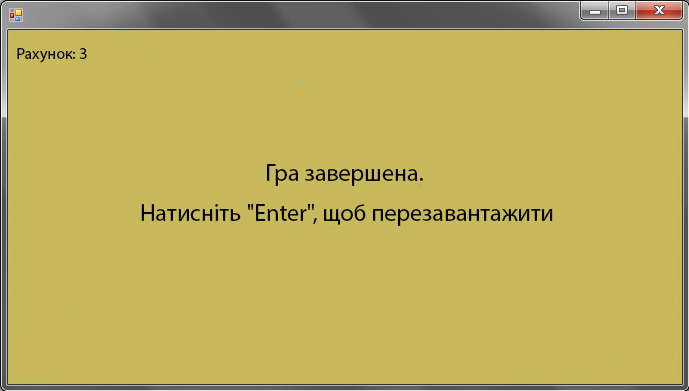 Рахунок: 3
Гра завершена.
Натисніть "Enter", щоб перезавантажити